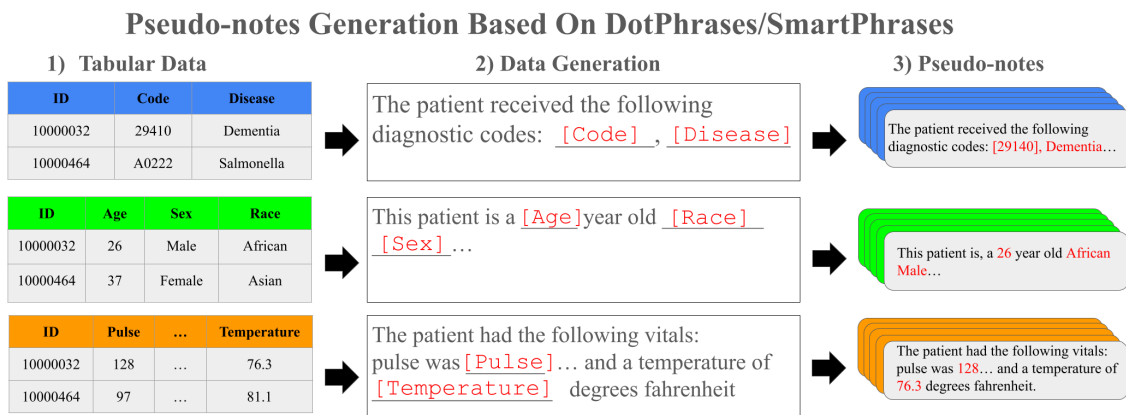 Pseudo-notes Generation Based On DotPhrases/SmartPhrases
1) Tabular Data
2) Data Generation
3) Pseudo-notes
ID Code Disease
10000032 29410 Dementia
10000464 A0222 Salmonella
The patient received the following
diagnostic codes: [Code] , [Disease]
The patient received the following
diagnostic codes: [29140], Dementia…
ID Age Sex Race
10000032 26 Male African
10000464 37 Female Asian
This patient is a [Age] year old [Race]
[Sex] …
This patient is, a 26 year old African
Male…
ID Pulse … Temperature
10000032 128 … 76.3
10000464 97 … 81.1
The patient had the following vitals:
pulse was [Pulse]… and a temperature of
[Temperature] degrees fahrenheit
The patient had the following vitals:
pulse was 128… and a temperature of
76.3 degrees fahrenheit.